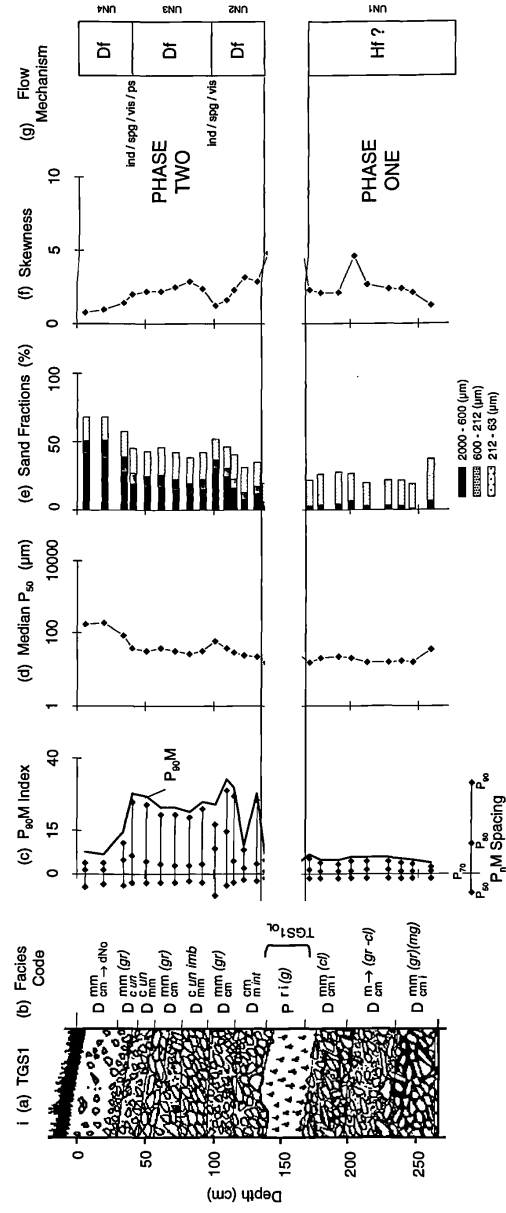 i (a) TGS1
(b) Facies Code
(c) P90M Index
(d) Median P50 (µm)
(e) Sand Fractions (%)
(f) Skewness
(g) Flow Mechanism
Depth (cm)
0
50
100
150
200
250
D mm cm → dNo
D mm cm (gr)
D c un
D c un mm
D mm cm (gr)
D c un imb mm
D mm cm (gr)
D cm m int
P r i (g)
TGS1OL
D mm cm i (cl)
D m cm → (gr-cl)
D mm cm i (gr)(mg)
0 15 40
P90M
P50 P70 P80 P90
PnM Spacing
1 100 10000
0 50 100
2000 - 600 (µm)
600 - 212 (µm)
212 - 63 (µm)
0 5 10
PHASE TWO
PHASE ONE
ind / spg / vis / ps
ind / spg / vis
Df
Df
Df
Hf ?
UN4
UN3
UN2
UN1